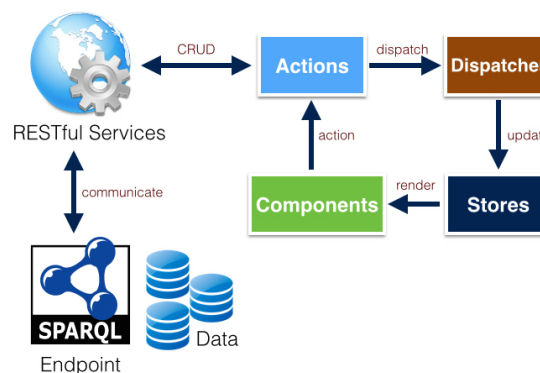 CRUD
Actions
dispatch
Dispatche
RESTful Services
action
updat
communicate
Components
render
Stores
SPARQL
Data
Endpoint